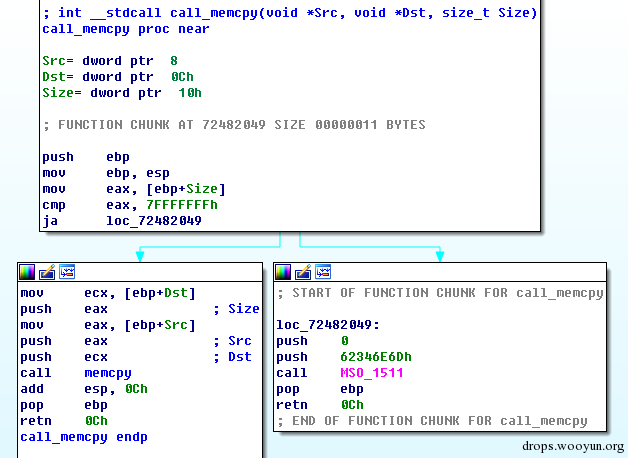 ; int __stdcall call_memcpy(void *Src, void *Dst, size_t Size)
call_memcpy proc near
Src= dword ptr  8
Dst= dword ptr  0Ch
Size= dword ptr  10h
; FUNCTION CHUNK AT 72482049 SIZE 00000011 BYTES
push    ebp
mov     ebp, esp
mov     eax, [ebp+Size]
cmp     eax, 7FFFFFFFh
ja      loc_72482049
mov     ecx, [ebp+Dst]
push    eax             ; Size
mov     eax, [ebp+Src]
push    eax             ; Src
push    ecx             ; Dst
call    memcpy
add     esp, 0Ch
pop     ebp
retn    0Ch
call_memcpy endp
; START OF FUNCTION CHUNK FOR call_memcpy
loc_72482049:
push    0
push    62346E6Dh
call    MSO_1511
pop     ebp
retn    0Ch
; END OF FUNCTION CHUNK FOR call_memcpy
drops.wooyun.org